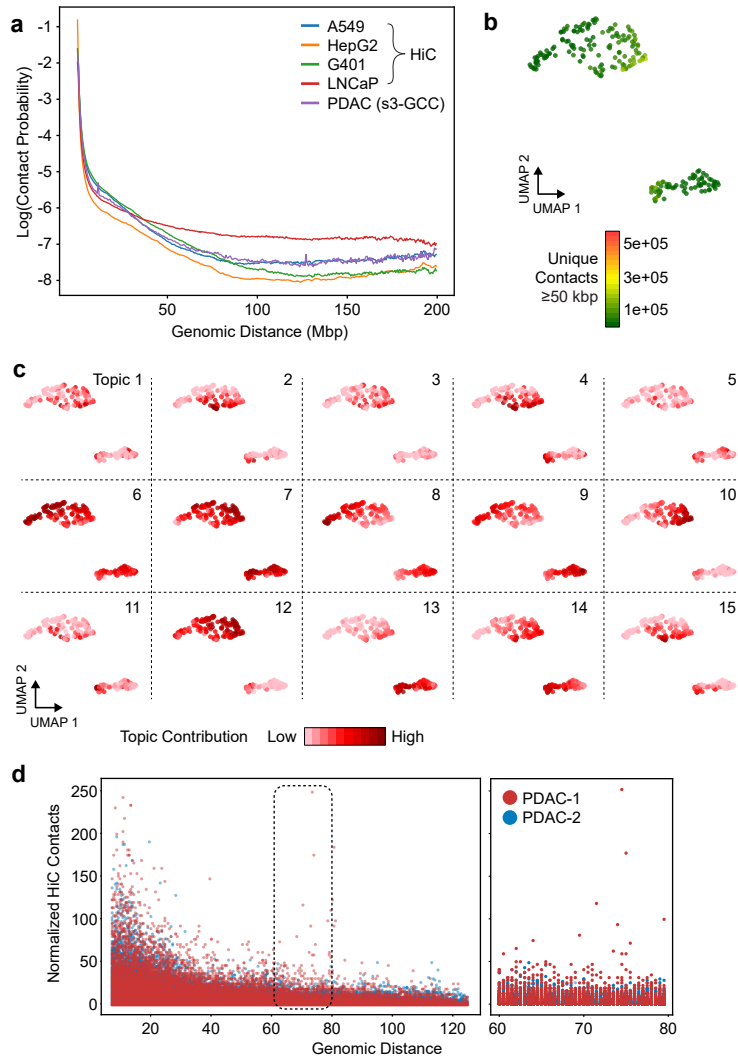 a
-1
-2
-3
-4
-5
-6
-7
-8
Log(Contact Probability)
A549
HepG2
G401
LNCaP
PDAC (s3-GCC)
HiC
50
100
150
200
Genomic Distance (Mbp)
b
UMAP 2
UMAP 1
Unique
Contacts
≥50 kbp
5e+05
3e+05
1e+05
c
Topic 1
2
3
4
5
6
7
8
9
10
11
12
13
14
15
UMAP 2
UMAP 1
Topic Contribution
Low
High
d
250
200
150
100
50
0
Normalized HiC Contacts
20
40
60
80
100
120
Genomic Distance
PDAC-1
PDAC-2
60
70
80